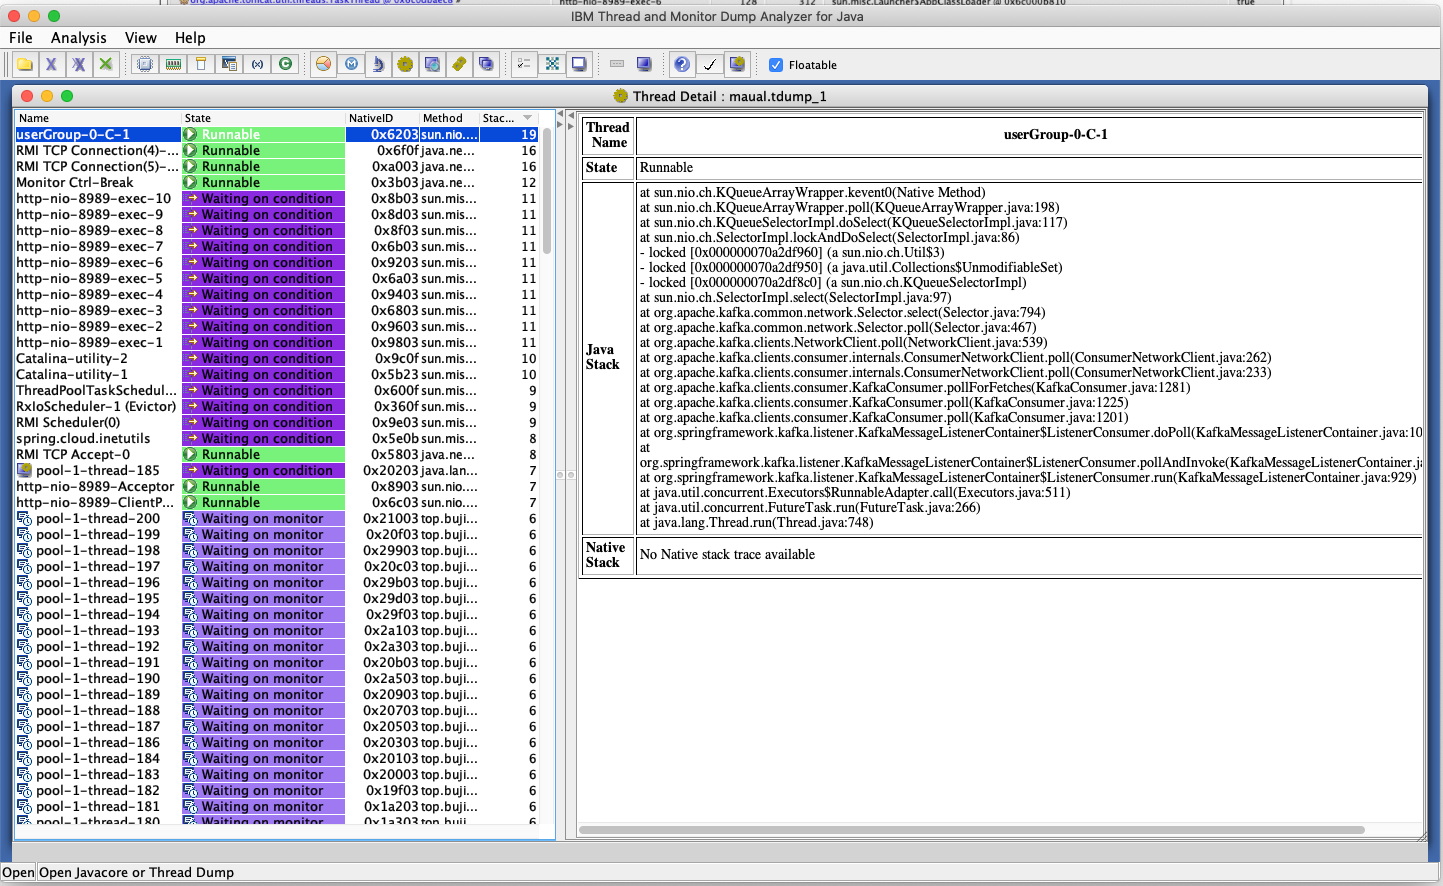 IBM Thread and Monitor Dump Analyzer for Java
File Analysis View Help
Floatable
Thread Detail : maual.tdump_1
Name State NativeID Method Stac...
userGroup-0-C-1 Runnable 0x6203 sun.nio.... 19
RMI TCP Connection(4)-... Runnable 0x6f0f java.ne... 16
RMI TCP Connection(5)-... Runnable 0xa003 java.ne... 16
Monitor Ctrl-Break Runnable 0x3b03 java.ne... 12
http-nio-8989-exec-10 Waiting on condition 0x8b03 sun.mis... 11
http-nio-8989-exec-9 Waiting on condition 0x8d03 sun.mis... 11
http-nio-8989-exec-8 Waiting on condition 0x8f03 sun.mis... 11
http-nio-8989-exec-7 Waiting on condition 0x6b03 sun.mis... 11
http-nio-8989-exec-6 Waiting on condition 0x9203 sun.mis... 11
http-nio-8989-exec-5 Waiting on condition 0x6a03 sun.mis... 11
http-nio-8989-exec-4 Waiting on condition 0x9403 sun.mis... 11
http-nio-8989-exec-3 Waiting on condition 0x6803 sun.mis... 11
http-nio-8989-exec-2 Waiting on condition 0x9603 sun.mis... 11
http-nio-8989-exec-1 Waiting on condition 0x9803 sun.mis... 11
Catalina-utility-2 Waiting on condition 0x9c0f sun.mis... 10
Catalina-utility-1 Waiting on condition 0x5b23 sun.mis... 10
ThreadPoolTaskSchedul... Waiting on condition 0x600f sun.mis... 9
RxIoScheduler-1 (Evictor) Waiting on condition 0x360f sun.mis... 9
RMI Scheduler(0) Waiting on condition 0x9e03 sun.mis... 9
spring.cloud.inetutils Waiting on condition 0x5e0b sun.mis... 8
RMI TCP Accept-0 Runnable 0x5803 java.ne... 8
pool-1-thread-185 Waiting on condition 0x20203 java.lan... 7
http-nio-8989-Acceptor Runnable 0x8903 sun.nio.... 7
http-nio-8989-ClientP... Runnable 0x6c03 sun.nio.... 7
pool-1-thread-200 Waiting on monitor 0x21003 top.buji... 6
pool-1-thread-199 Waiting on monitor 0x20f03 top.buji... 6
pool-1-thread-198 Waiting on monitor 0x29903 top.buji... 6
pool-1-thread-197 Waiting on monitor 0x20c03 top.buji... 6
pool-1-thread-196 Waiting on monitor 0x29b03 top.buji... 6
pool-1-thread-195 Waiting on monitor 0x29d03 top.buji... 6
pool-1-thread-194 Waiting on monitor 0x29f03 top.buji... 6
pool-1-thread-193 Waiting on monitor 0x2a103 top.buji... 6
pool-1-thread-192 Waiting on monitor 0x2a303 top.buji... 6
pool-1-thread-191 Waiting on monitor 0x20b03 top.buji... 6
pool-1-thread-190 Waiting on monitor 0x2a503 top.buji... 6
pool-1-thread-189 Waiting on monitor 0x20903 top.buji... 6
pool-1-thread-188 Waiting on monitor 0x20703 top.buji... 6
pool-1-thread-187 Waiting on monitor 0x20503 top.buji... 6
pool-1-thread-186 Waiting on monitor 0x20303 top.buji... 6
pool-1-thread-184 Waiting on monitor 0x20103 top.buji... 6
pool-1-thread-183 Waiting on monitor 0x20003 top.buji... 6
pool-1-thread-182 Waiting on monitor 0x19f03 top.buji... 6
pool-1-thread-181 Waiting on monitor 0x1a203 top.buji... 6
pool-1-thread-180 Waiting on monitor 0x1a303 top.buji... 6
Thread Name userGroup-0-C-1
State Runnable
Java Stack
at sun.nio.ch.KQueueArrayWrapper.kevent0(Native Method)
at sun.nio.ch.KQueueArrayWrapper.poll(KQueueArrayWrapper.java:198)
at sun.nio.ch.KQueueSelectorImpl.doSelect(KQueueSelectorImpl.java:117)
at sun.nio.ch.SelectorImpl.lockAndDoSelect(SelectorImpl.java:86)
- locked [0x000000070a2df960] (a sun.nio.ch.Util$3)
- locked [0x000000070a2df950] (a java.util.Collections$UnmodifiableSet)
- locked [0x000000070a2df8c0] (a sun.nio.ch.KQueueSelectorImpl)
at sun.nio.ch.SelectorImpl.select(SelectorImpl.java:97)
at org.apache.kafka.common.network.Selector.select(Selector.java:794)
at org.apache.kafka.common.network.Selector.poll(Selector.java:467)
at org.apache.kafka.clients.NetworkClient.poll(NetworkClient.java:539)
at org.apache.kafka.clients.consumer.internals.ConsumerNetworkClient.poll(ConsumerNetworkClient.java:262)
at org.apache.kafka.clients.consumer.internals.ConsumerNetworkClient.poll(ConsumerNetworkClient.java:233)
at org.apache.kafka.clients.consumer.KafkaConsumer.pollForFetches(KafkaConsumer.java:1281)
at org.apache.kafka.clients.consumer.KafkaConsumer.poll(KafkaConsumer.java:1225)
at org.apache.kafka.clients.consumer.KafkaConsumer.poll(KafkaConsumer.java:1201)
at org.springframework.kafka.listener.KafkaMessageListenerContainer$ListenerConsumer.doPoll(KafkaMessageListenerContainer.java:10
at
org.springframework.kafka.listener.KafkaMessageListenerContainer$ListenerConsumer.pollAndInvoke(KafkaMessageListenerContainer.j
at org.springframework.kafka.listener.KafkaMessageListenerContainer$ListenerConsumer.run(KafkaMessageListenerContainer.java:929)
at java.util.concurrent.Executors$RunnableAdapter.call(Executors.java:511)
at java.util.concurrent.FutureTask.run(FutureTask.java:266)
at java.lang.Thread.run(Thread.java:748)
Native Stack No Native stack trace available
Open Open Javacore or Thread Dump